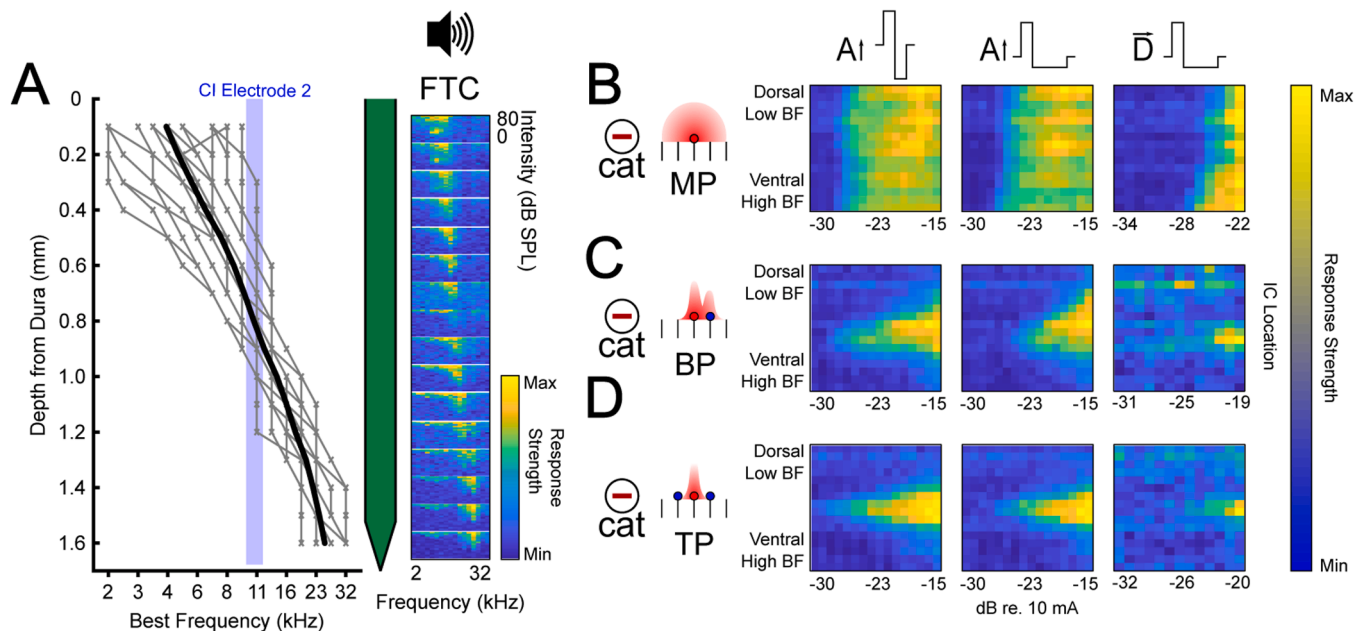 A
CI Electrode 2
0
0.2
0.4
0.6
0.8
1.0
1.2
1.4
1.6
Depth from Dura (mm)
2 3 4 6 8 11 16 23 32
Best Frequency (kHz)
FTC
80
0
Intensity (dB SPL)
Max
Response
Strength
Min
2 32
Frequency (kHz)
A↑ A↑ D
B
cat
MP
Dorsal
Low BF
Ventral
High BF
-30 -23 -15
-30 -23 -15
-34 -28 -22
C
cat
BP
Dorsal
Low BF
Ventral
High BF
-30 -23 -15
-30 -23 -15
-31 -25 -19
D
cat
TP
Dorsal
Low BF
Ventral
High BF
-30 -23 -15
-30 -23 -15
-32 -26 -20
dB re. 10 mA
IC Location
Max
Response Strength
Min